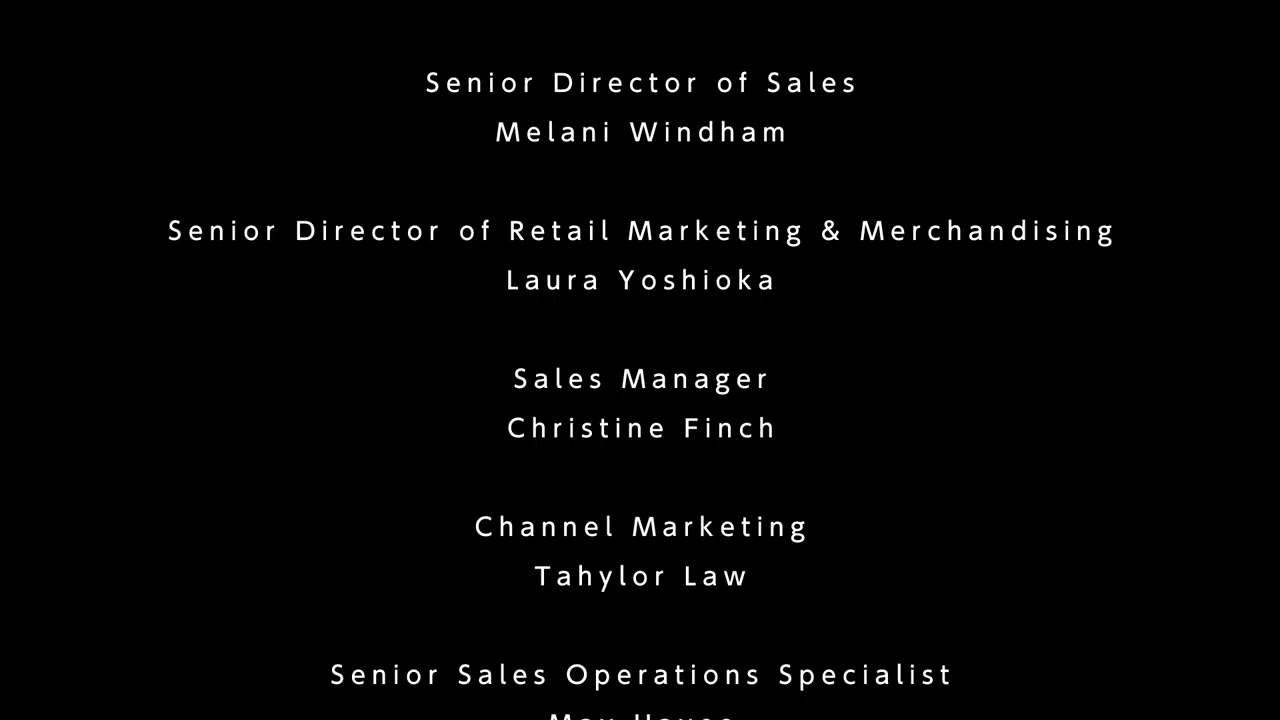 Senior Director of Sales
Melani Windham
Senior Director of Retail Marketing & Merchandising
Laura Yoshioka
Sales Manager
Christine Finch
Channel Marketing
Tahylor Law
Senior Sales Operations Specialist